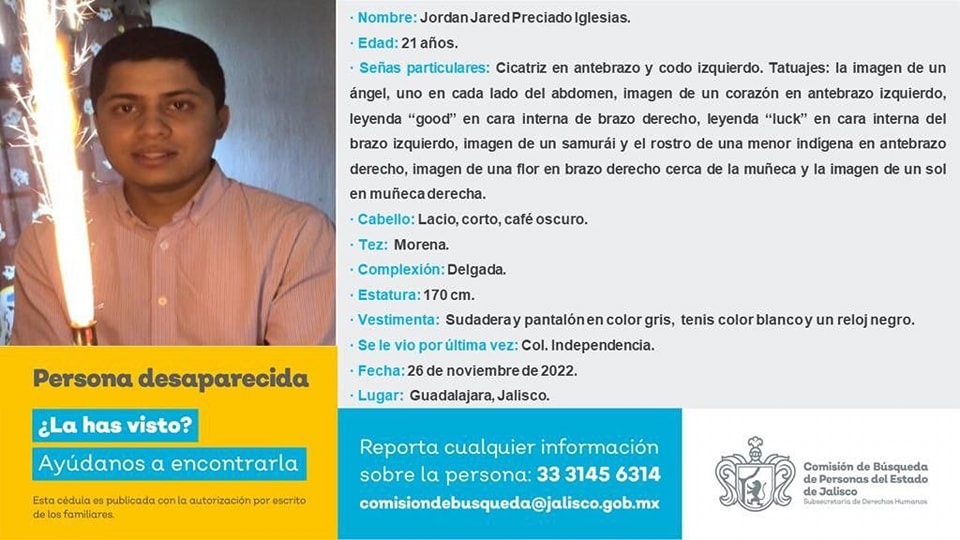 · Nombre: Jordan Jared Preciado Iglesias.
· Edad: 21 años.
· Señas particulares: Cicatriz en antebrazo y codo izquierdo. Tatuajes: la imagen de un
ángel, uno en cada lado del abdomen, imagen de un corazón en antebrazo izquierdo,
leyenda “good” en cara interna de brazo derecho, leyenda “luck” en cara interna del
brazo izquierdo, imagen de un samurái y el rostro de una menor indígena en antebrazo
derecho, imagen de una flor en brazo derecho cerca de la muñeca y la imagen de un sol
en muñeca derecha.
· Cabello: Lacio, corto, café oscuro.
· Tez: Morena.
· Complexión: Delgada.
· Estatura: 170 cm.
· Vestimenta: Sudadera y pantalón en color gris, tenis color blanco y un reloj negro.
· Se le vio por última vez: Col. Independencia.
· Fecha: 26 de noviembre de 2022.
· Lugar: Guadalajara, Jalisco.
Persona desaparecida
¿La has visto?
Ayúdanos a encontrarla
Esta cédula es publicada con la autorización por escrito
de los familiares.
Reporta cualquier información
sobre la persona: 33 3145 6314
comisiondebusqueda@jalisco.gob.mx
Comisión de Búsqueda
de Personas del Estado
de Jalisco
Subsecretaría de Derechos Humanos